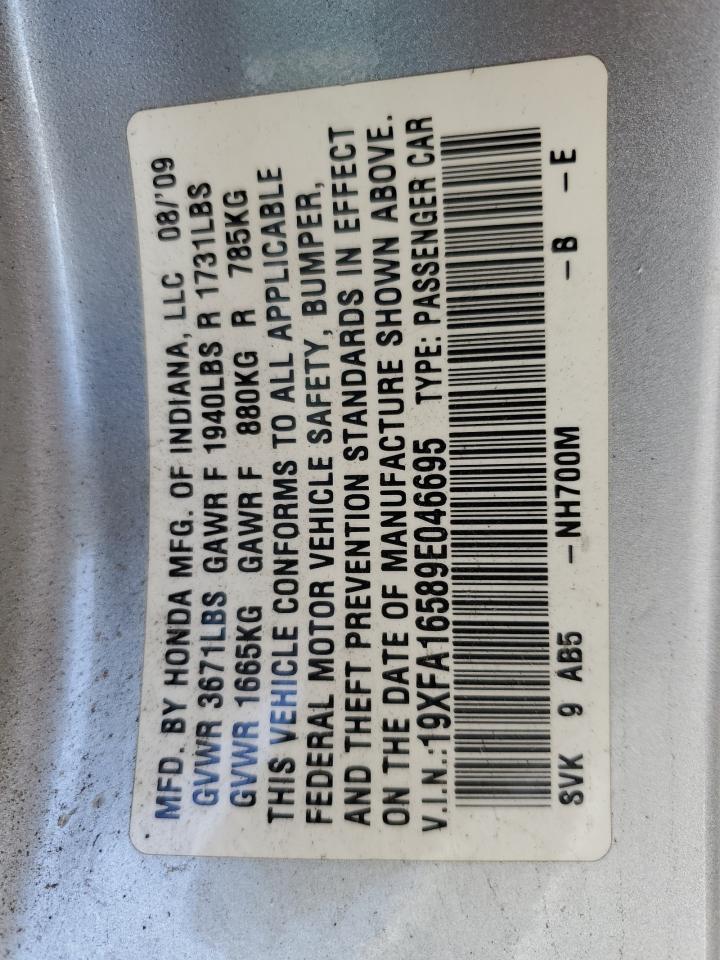 MFD. BY HONDA MFG. OF INDIANA, LLC 08/'09
GVWR 3671LBS GAWR F 1940LBS R 1731LBS
GVWR 1665KG GAWR F 880KG R 785KG
THIS VEHICLE CONFORMS TO ALL APPLICABLE
FEDERAL MOTOR VEHICLE SAFETY, BUMPER,
AND THEFT PREVENTION STANDARDS IN EFFECT
ON THE DATE OF MANUFACTURE SHOWN ABOVE.
V.I.N.:19XFA16589E046695 TYPE: PASSENGER CAR
SVK 9 AB5 –NH700M –B –E